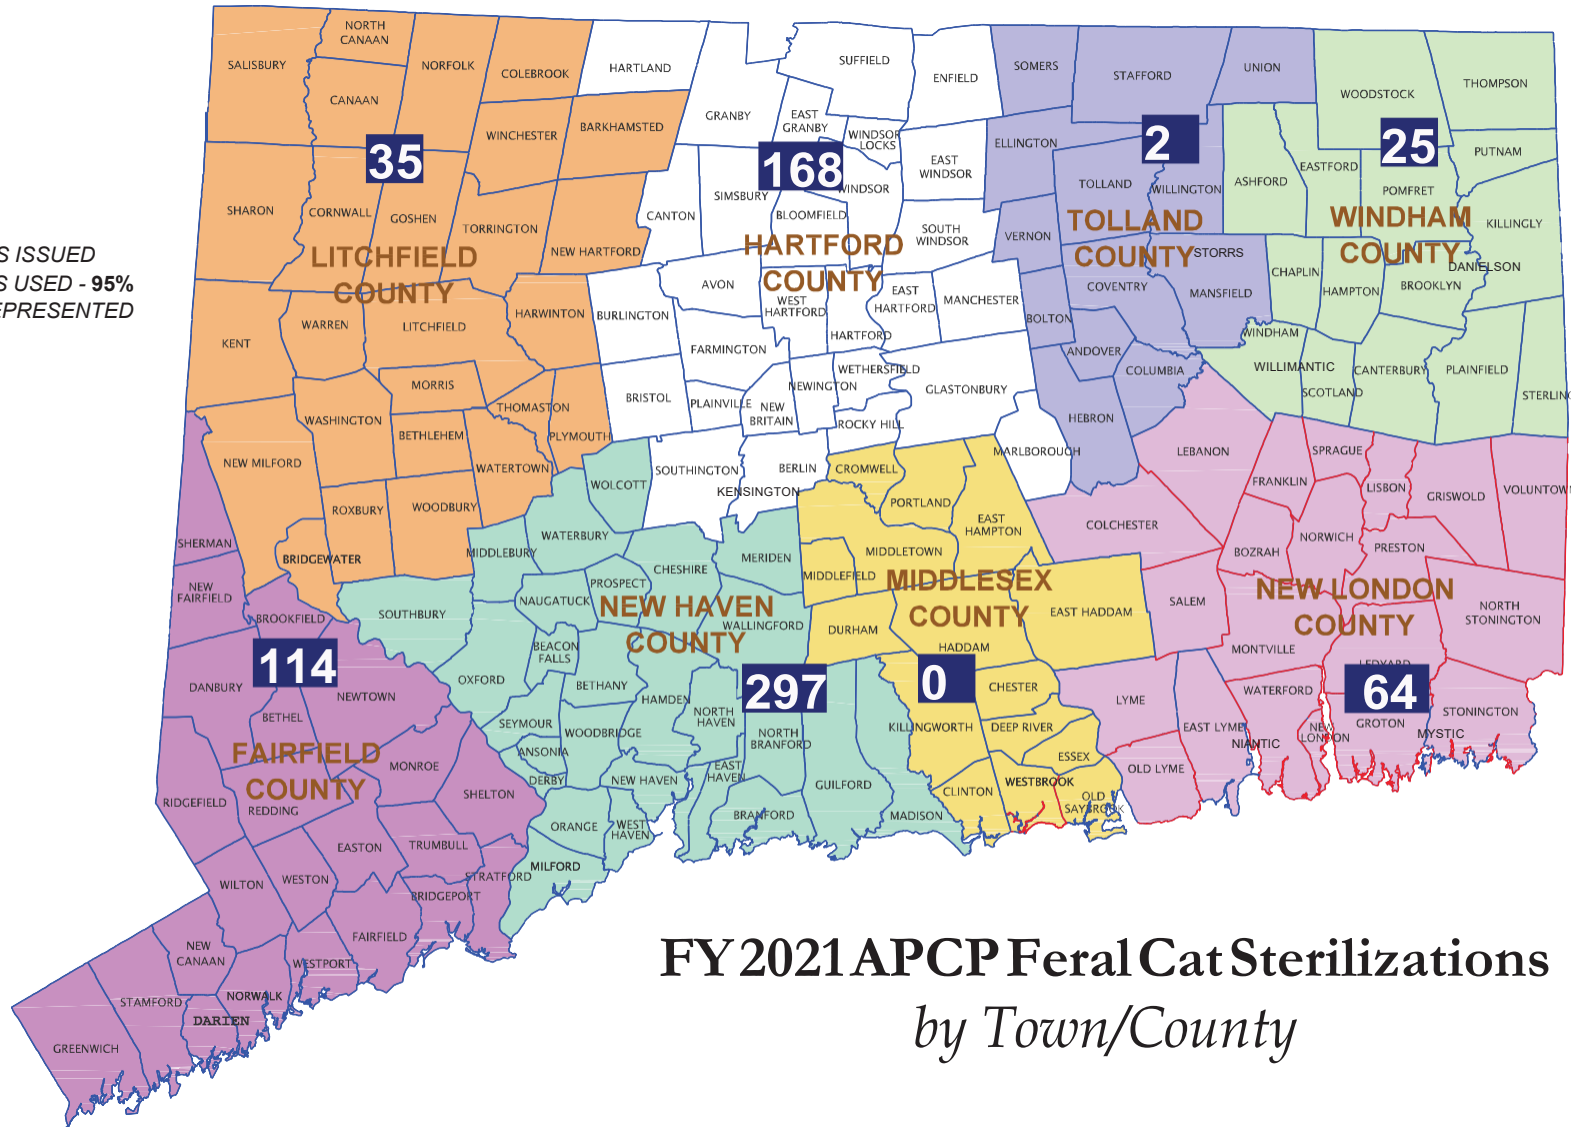 S ISSUED
S USED - 95%
EPRESENTED
NORTH
CANAAN
SALISBURY
CANAAN
NORFOLK
COLEBROOK
HARTLAND
WINCHESTER
BARKHAMSTED
35
SHARON
CORNWALL
GOSHEN
TORRINGTON
NEW HARTFORD
LITCHFIELD
COUNTY
KENT
WARREN
LITCHFIELD
HARWINTON
MORRIS
WASHINGTON
BETHLEHEM
THOMASTON
PLYMOUTH
NEW MILFORD
WATERTOWN
ROXBURY
WOODBURY
BRIDGEWATER
SUFFIELD
ENFIELD
GRANBY
EAST
GRANBY
WINDSOR
LOCKS
EAST
WINDSOR
168
SIMSBURY
WINDSOR
CANTON
BLOOMFIELD
SOUTH
WINDSOR
HARTFORD
COUNTY
AVON
WEST
HARTFORD
EAST
HARTFORD
MANCHESTER
BURLINGTON
HARTFORD
FARMINGTON
WETHERSFIELD
NEWINGTON
GLASTONBURY
BRISTOL
PLAINVILLE
NEW
BRITAIN
ROCKY HILL
MARLBOROUGH
SOUTHINGTON
BERLIN
KENSINGTON
SOMERS
STAFFORD
UNION
ELLINGTON
2
TOLLAND
WILLINGTON
TOLLAND
COUNTY
VERNON
STORRS
COVENTRY
MANSFIELD
BOLTON
ANDOVER
COLUMBIA
HEBRON
WOODSTOCK
THOMPSON
25
PUTNAM
EASTFORD
ASHFORD
POMFRET
WINDHAM
COUNTY
KILLINGLY
DANIELSON
CHAPLIN
HAMPTON
BROOKLYN
WINDHAM
WILLIMANTIC
CANTERBURY
PLAINFIELD
SCOTLAND
STERLIN
SHERMAN
NEW
FAIRFIELD
BROOKFIELD
114
DANBURY
NEWTOWN
BETHEL
FAIRFIELD
COUNTY
MONROE
RIDGEFIELD
REDDING
SHELTON
EASTON
TRUMBULL
WILTON
WESTON
STRATFORD
BRIDGEPORT
FAIRFIELD
NEW
CANAAN
WESTPORT
STAMFORD
NORWALK
DARIEN
GREENWICH
WOLCOTT
WATERBURY
MIDDLEBURY
CHESHIRE
MERIDEN
PROSPECT
NAUGATUCK
SOUTHBURY
NEW HAVEN
COUNTY
WALLINGFORD
BEACON
FALLS
OXFORD
BETHANY
HAMDEN
297
SEYMOUR
WOODBRIDGE
NORTH
HAVEN
NORTH
BRANFORD
ANSONIA
DERBY
NEW HAVEN
EAST
HAVEN
GUILFORD
ORANGE
WEST
HAVEN
BRANFORD
MADISON
MILFORD
CROMWELL
PORTLAND
EAST
HAMPTON
MIDDLETOWN
MIDDLEFIELD
MIDDLESEX
COUNTY
EAST HADDAM
DURHAM
HADDAM
0
CHESTER
KILLINGWORTH
DEEP RIVER
ESSEX
CLINTON
WESTBROOK
OLD
SAYBROOK
LEBANON
SPRAGUE
FRANKLIN
LISBON
GRISWOLD
VOLUNTOW
COLCHESTER
NORWICH
BOZRAH
PRESTON
NEW LONDON
COUNTY
SALEM
NORTH
STONINGTON
MONTVILLE
LEDYARD
64
LYME
WATERFORD
GROTON
STONINGTON
EAST LYME
NIANTIC
NEW
LONDON
MYSTIC
OLD LYME
FY 2021 APCP Feral Cat Sterilizations
by Town/County